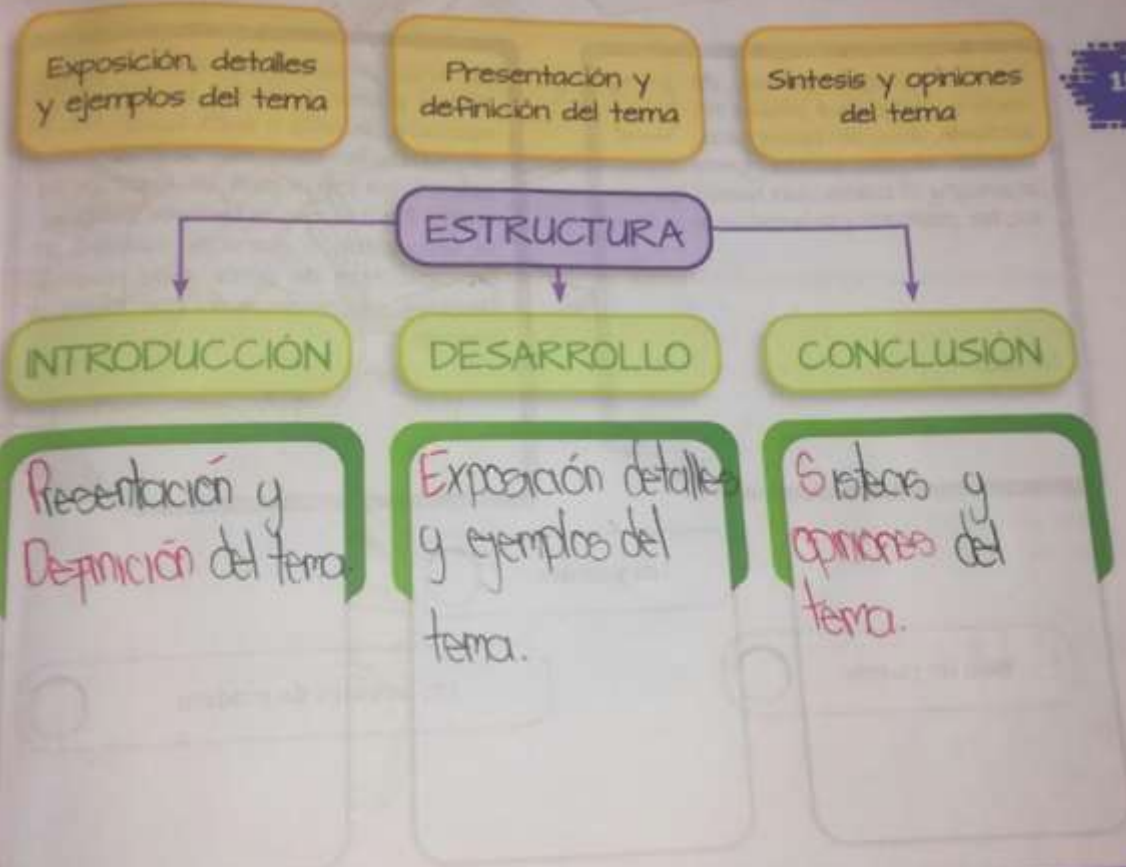 Exposición, detalles
y ejemplos del tema
Presentación y
definición del tema
Síntesis y opiniones
del tema
ESTRUCTURA
INTRODUCCIÓN
DESARROLLO
CONCLUSIÓN
Presentación y
Definición del tema.
Exposición detalles
y ejemplos del
tema.
Sistecis y
opiniones del
tema.